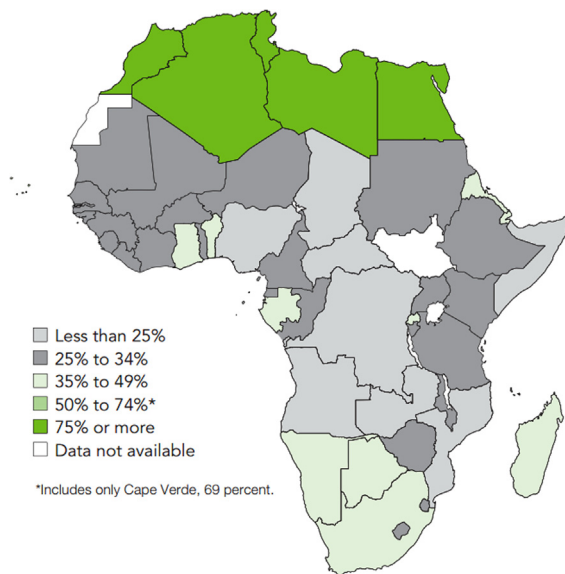 Less than 25%
25% to 34%
35% to 49%
50% to 74%*
75% or more
Data not available
*Includes only Cape Verde, 69 percent.